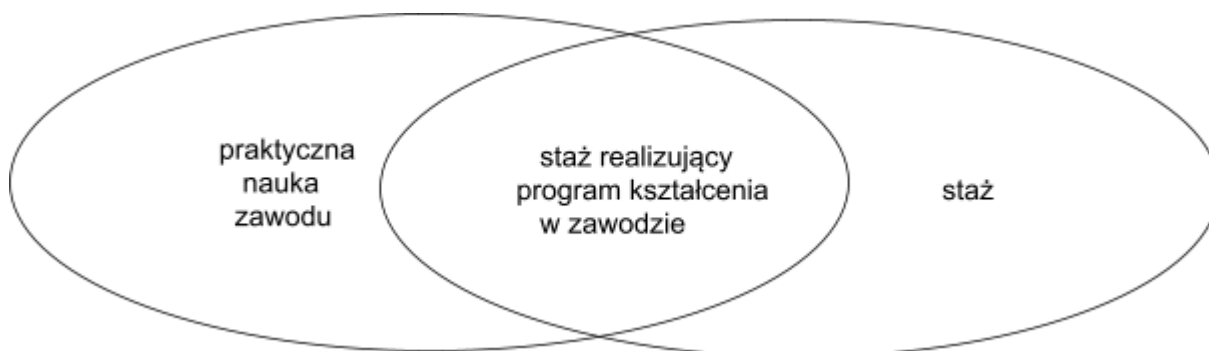 praktyczna
nauka
zawodu
staż realizujący
program kształcenia
w zawodzie
staż